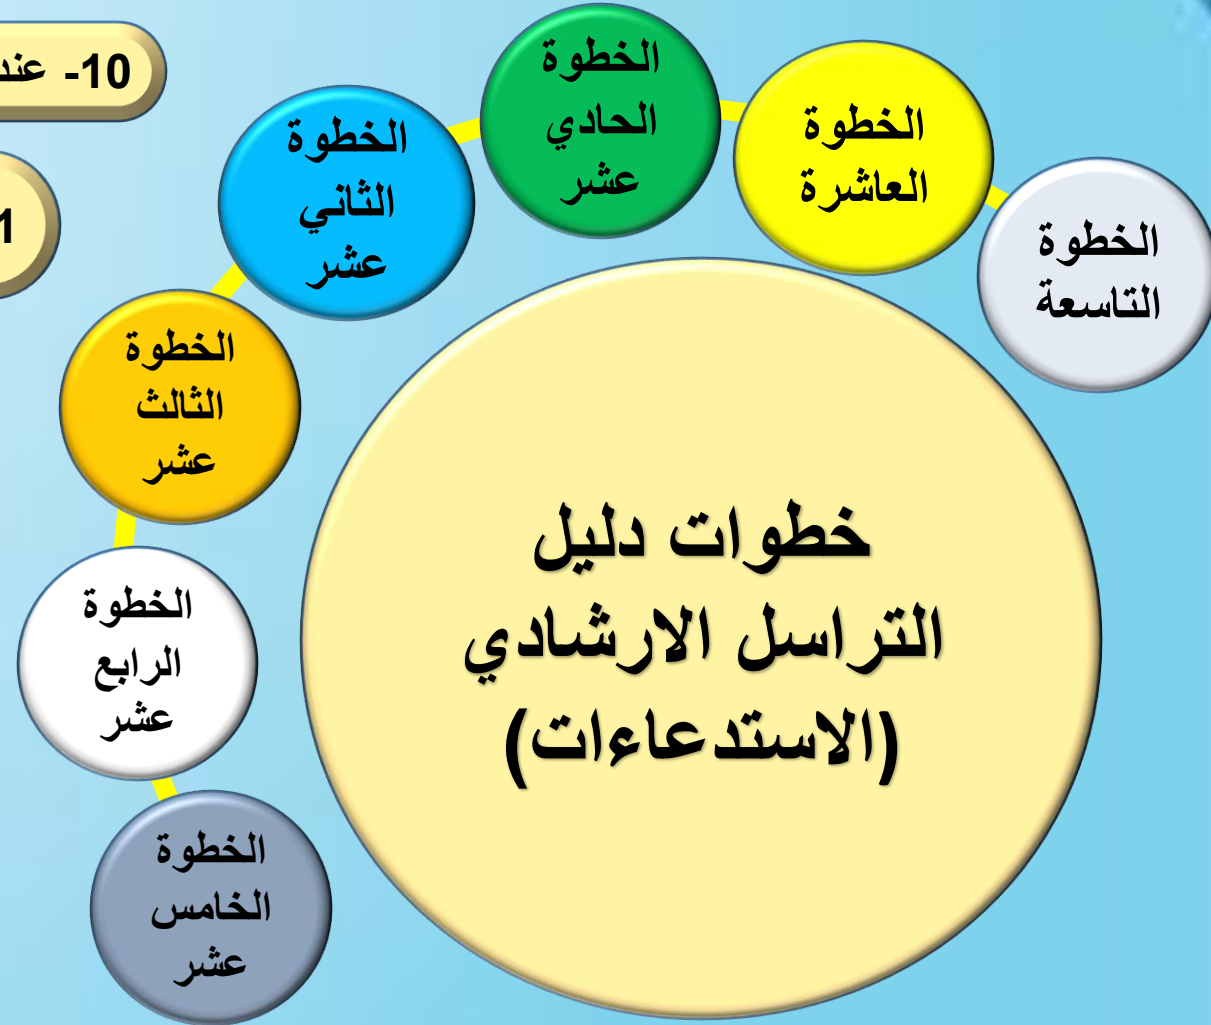 10- عند
1
الخطوة
التاسعة
الخطوة
العاشرة
الخطوة
الحادي
عشر
الخطوة
الثاني
عشر
الخطوة
الثالث
عشر
الخطوة
الرابع
عشر
الخطوة
الخامس
عشر
خطوات دليل
التراسل الارشادي
(الاستدعاءات)